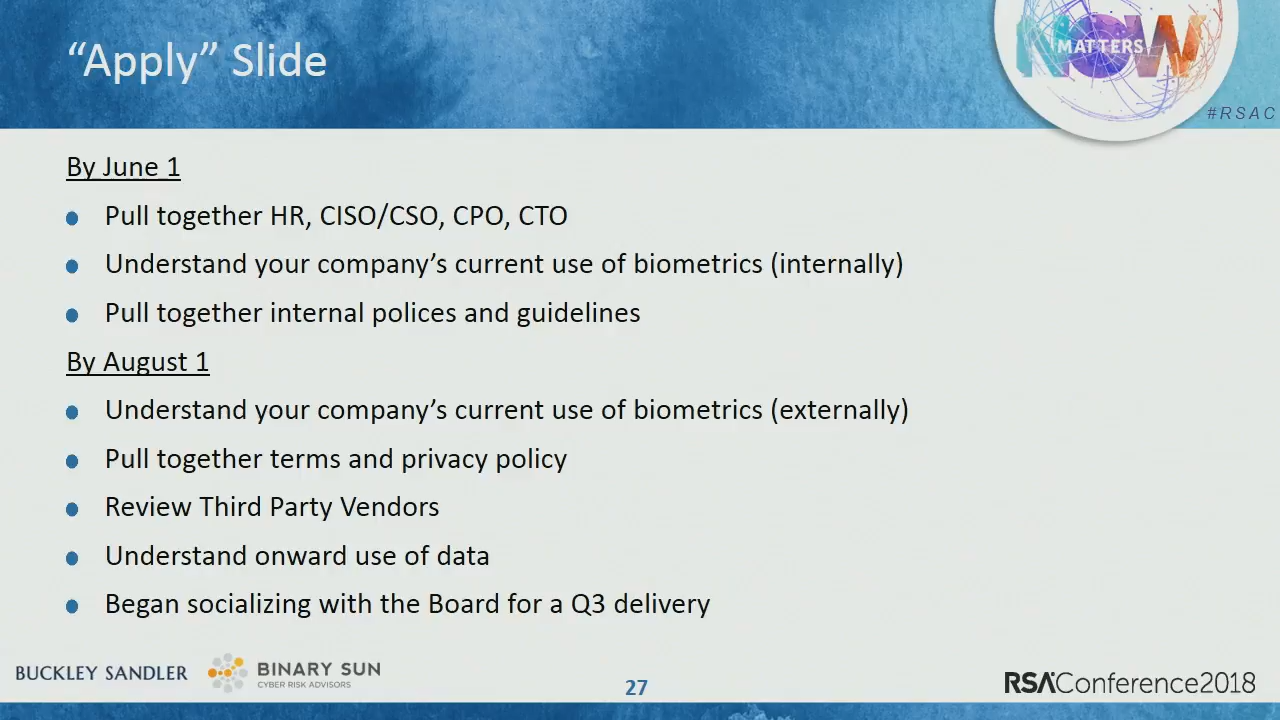 “Apply” Slide
NOW
MATTERS
#RSAC
By June 1
Pull together HR, CISO/CSO, CPO, CTO
Understand your company’s current use of biometrics (internally)
Pull together internal polices and guidelines
By August 1
Understand your company’s current use of biometrics (externally)
Pull together terms and privacy policy
Review Third Party Vendors
Understand onward use of data
Began socializing with the Board for a Q3 delivery
BUCKLEY SANDLER
BINARY SUN
CYBER RISK ADVISORS
27
RSAConference2018